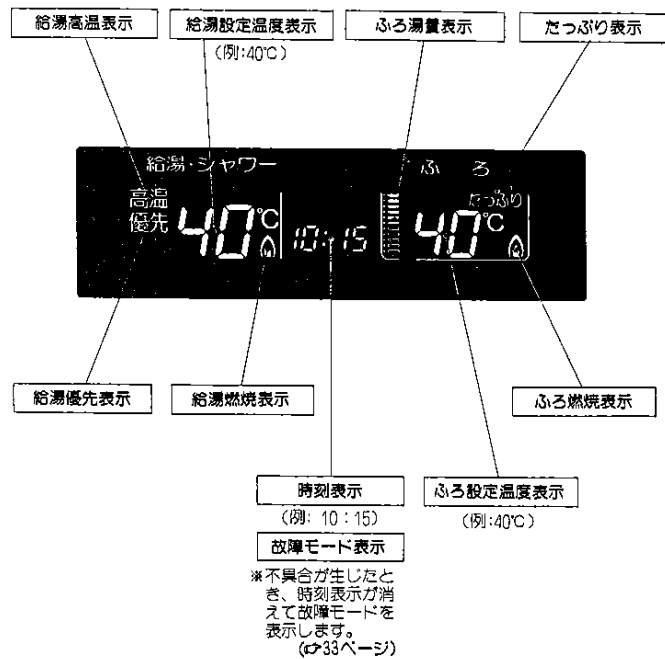 給湯高温表示
給湯設定温度表示
(例:40℃)
ふろ湯量表示
たっぷり表示
給湯・シャワー
ふろ
高温
優先
40℃
10:15
たっぷり
40℃
給湯優先表示
給湯燃焼表示
ふろ燃焼表示
時刻表示
(例: 10:15)
ふろ設定温度表示
(例:40℃)
故障モード表示
※不具合が生じたと
き、時刻表示が消
えて故障モードを
表示します。
(☞33ページ)